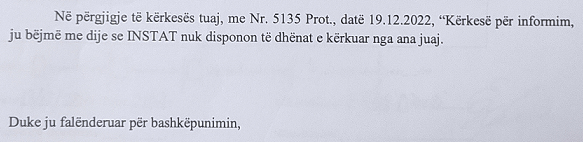 Në përgjigje të kërkesës tuaj, me Nr. 5135 Prot., datë 19.12.2022, “Kërkesë për informim,
ju bëjmë me dije se INSTAT nuk disponon të dhënat e kërkuar nga ana juaj.
Duke ju falënderuar për bashkëpunimin,